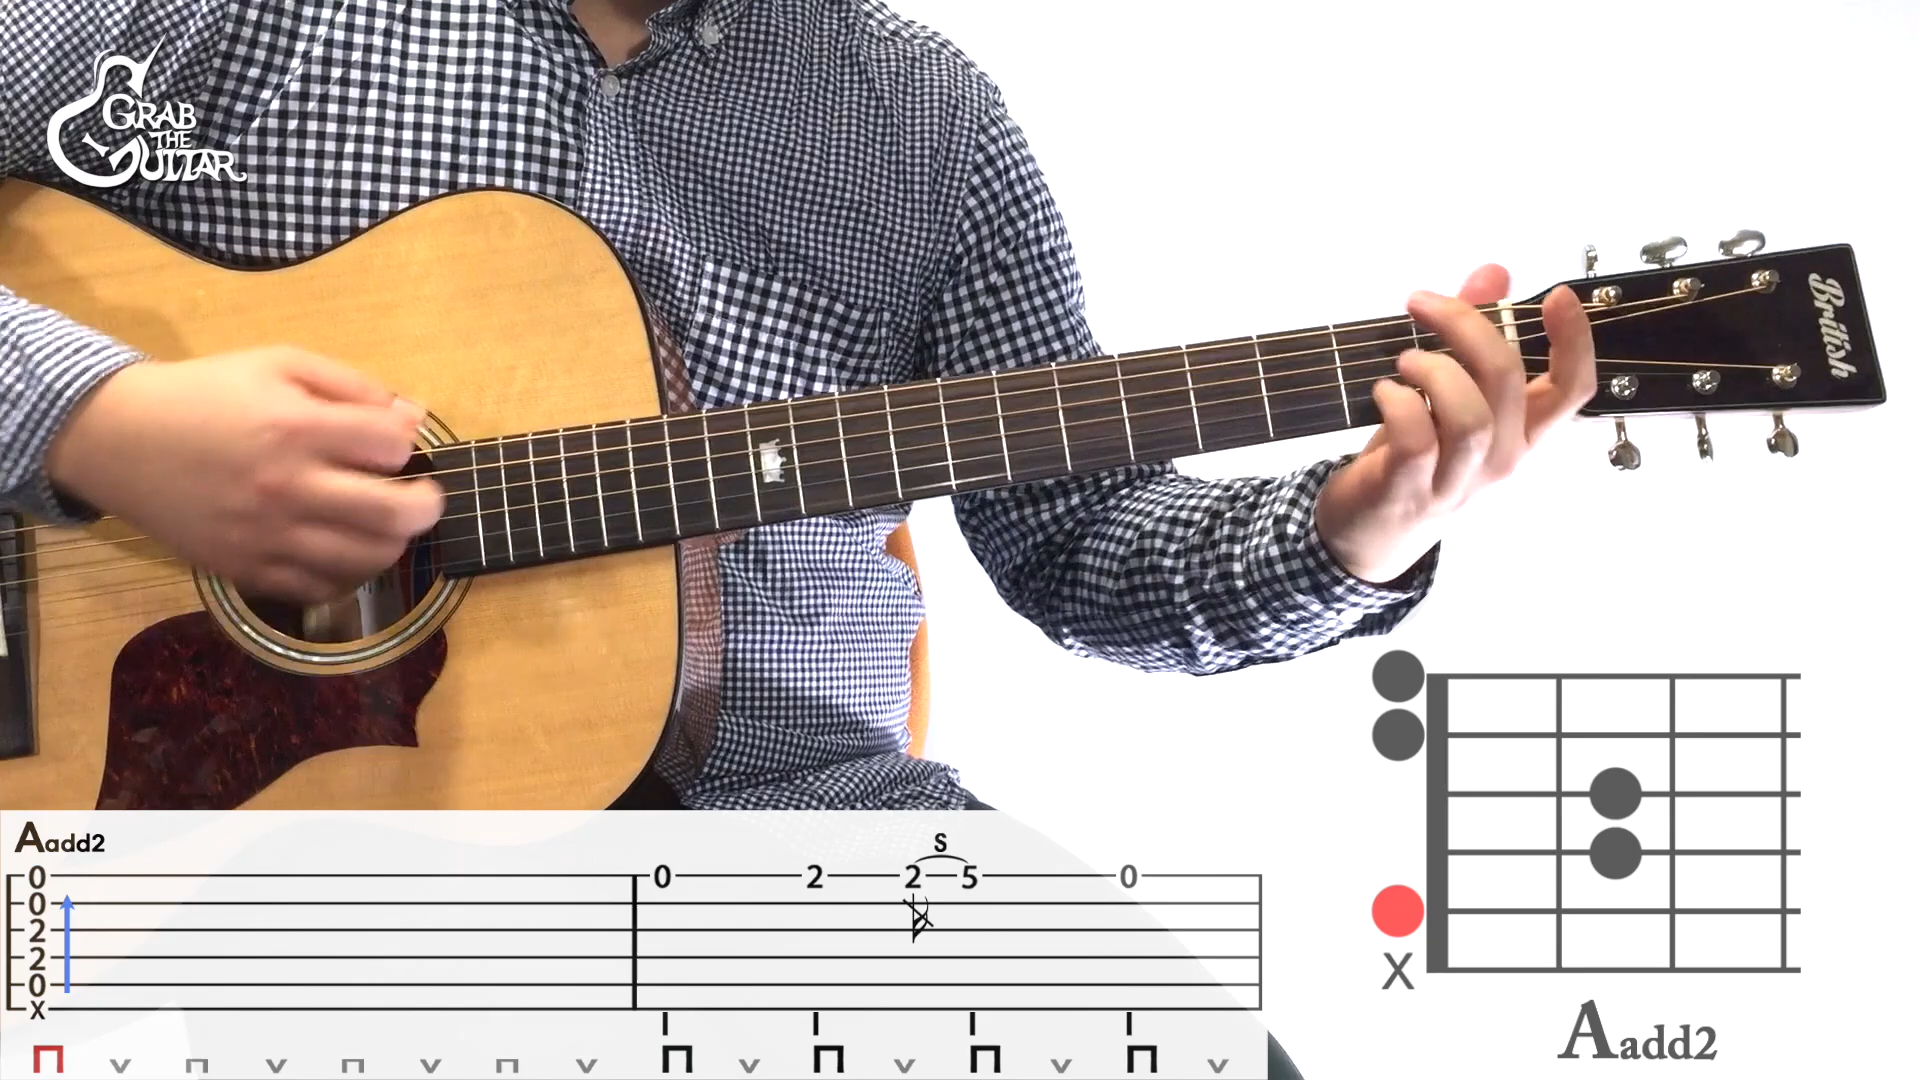 GRAB
THE
GUITAR
British
Aadd2
S
0 0 2 2 5 0
0
2
2
0
X
X
Aadd2